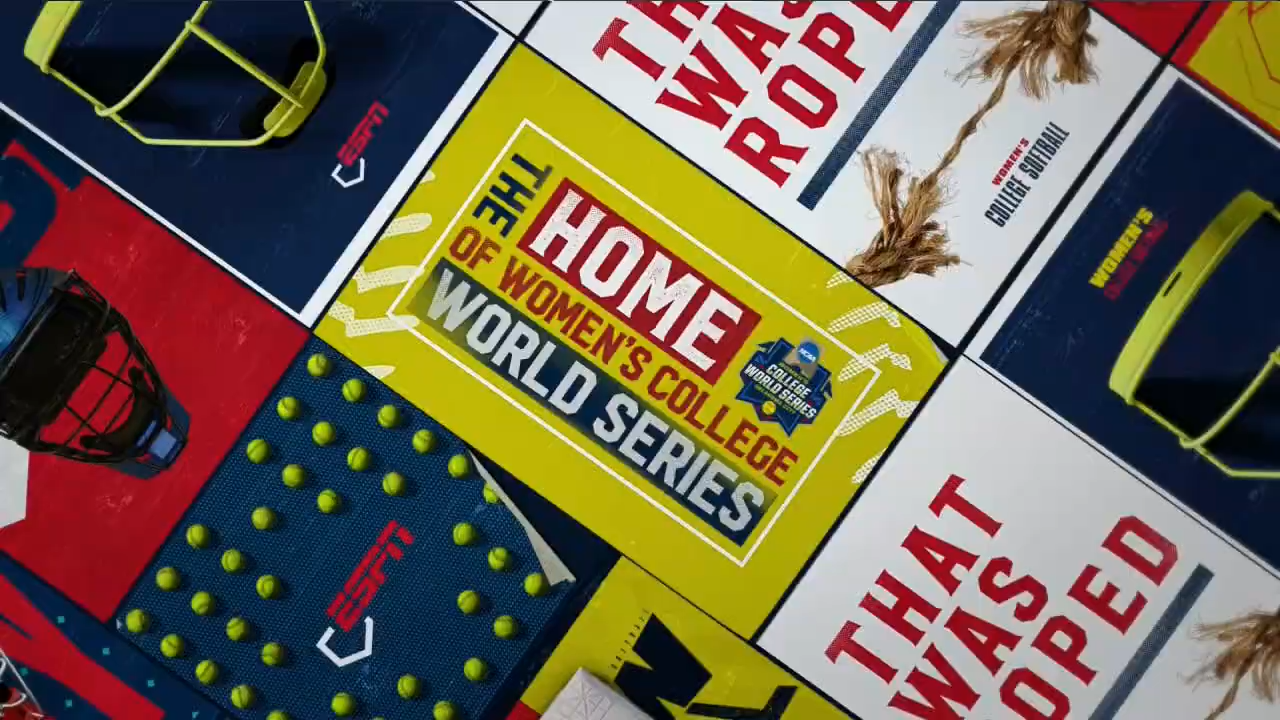 THAT
WAS
ROPED
WOMEN'S
COLLEGE SOFTBALL
ESPN
THE
HOME
OF WOMEN'S COLLEGE
WORLD SERIES
NCAA
COLLEGE
WORLD SERIES
WOMEN'S
ESPN
THAT
WAS
ROPED